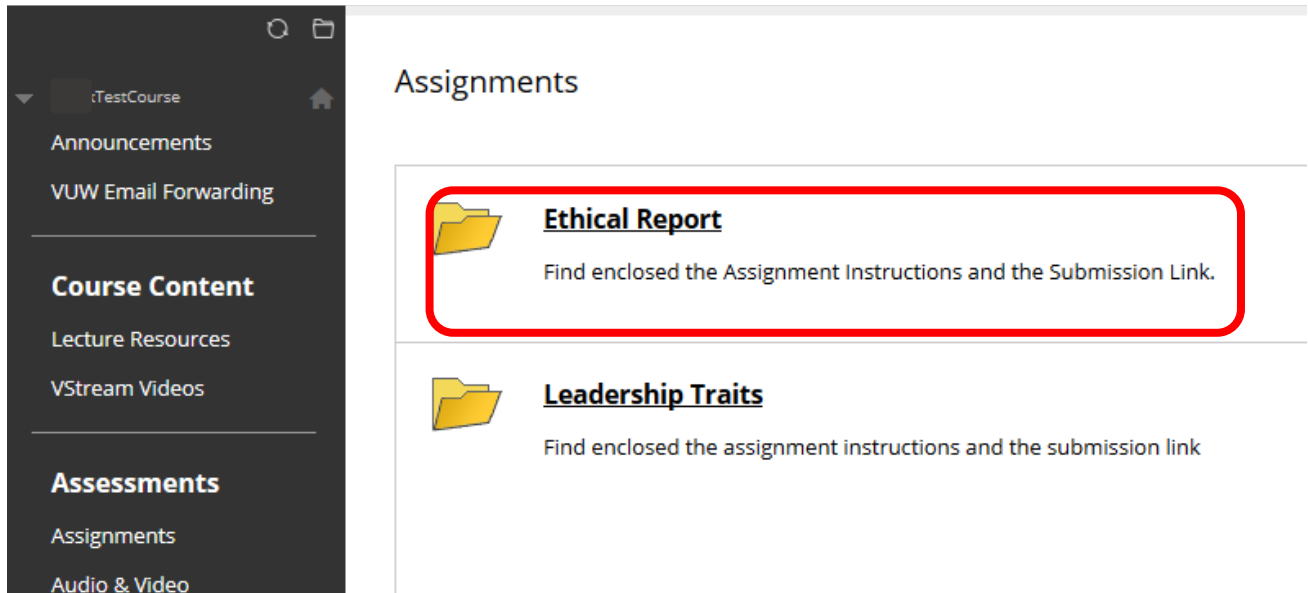 TestCourse
Announcements
VUW Email Forwarding
Course Content
Lecture Resources
VStream Videos
Assessments
Assignments
Audio & Video
Assignments
Ethical Report
Find enclosed the Assignment Instructions and the Submission Link.
Leadership Traits
Find enclosed the assignment instructions and the submission link